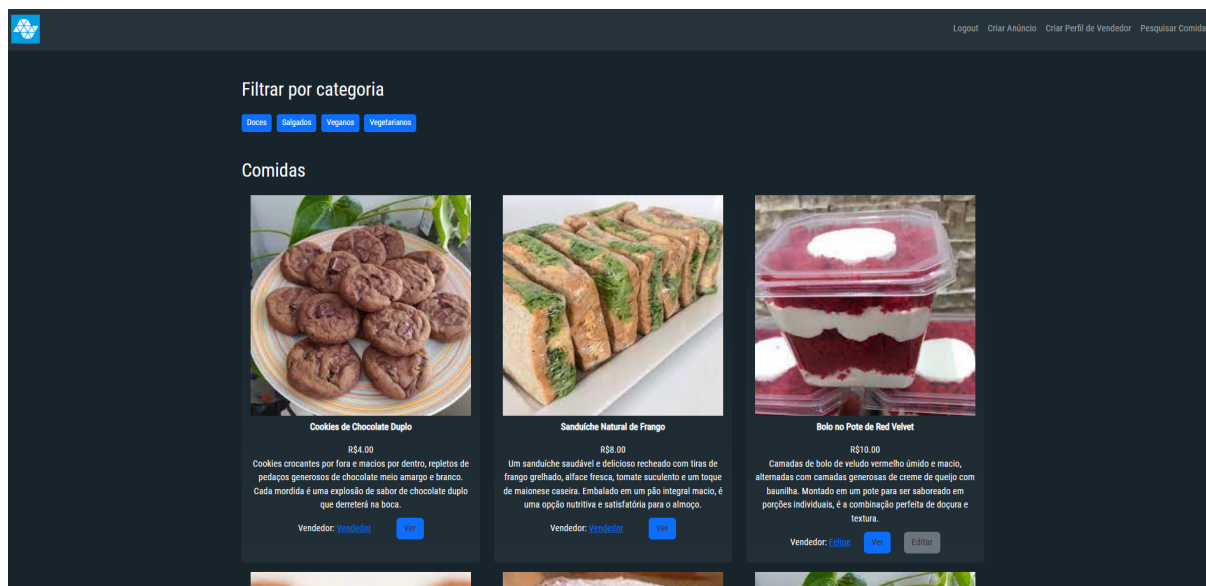 Logout Criar Anúncio Criar Perfil de Vendedor Pesquisar Comida
Filtrar por categoria
Doces Salgados Veganos Vegetarianos
Comidas
Cookies de Chocolate Duplo
R$4.00
Cookies crocantes por fora e macios por dentro, repletos de
pedaços generosos de chocolate meio amargo e branco.
Cada mordida é uma explosão de sabor de chocolate duplo
que derreterá na boca.
Vendedor: Vendedor Ver
Sanduíche Natural de Frango
R$8.00
Um sanduíche saudável e delicioso recheado com tiras de
frango grelhado, alface fresca, tomate suculento e um toque
de maionese caseira. Embalado em um pão integral macio, é
uma opção nutritiva e satisfatória para o almoço.
Vendedor: Vendedor Ver
Bolo no Pote de Red Velvet
R$10.00
Camadas de bolo de veludo vermelho úmido e macio,
alternadas com camadas generosas de creme de queijo com
baunilha. Montado em um pote para ser saboreado em
porções individuais, é a combinação perfeita de doçura e
textura.
Vendedor: Felipe Ver Editar